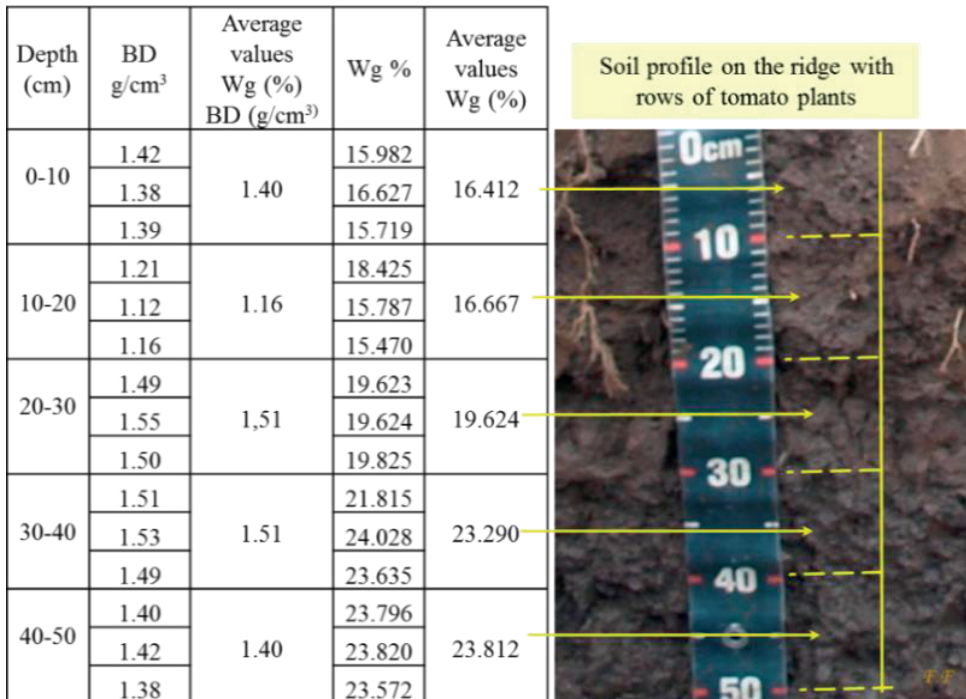 Depth (cm) | BD g/cm³ | Average values Wg (%) BD (g/cm³) | Wg % | Average values Wg (%)
0-10 | 1.42 | 1.40 | 15.982 | 16.412
1.38 | 16.627
1.39 | 15.719
10-20 | 1.21 | 1.16 | 18.425 | 16.667
1.12 | 15.787
1.16 | 15.470
20-30 | 1.49 | 1,51 | 19.623 | 19.624
1.55 | 19.624
1.50 | 19.825
30-40 | 1.51 | 1.51 | 21.815 | 23.290
1.53 | 24.028
1.49 | 23.635
40-50 | 1.40 | 1.40 | 23.796 | 23.812
1.42 | 23.820
1.38 | 23.572
Soil profile on the ridge with
rows of tomato plants
0cm
10
20
30
40
50
F F